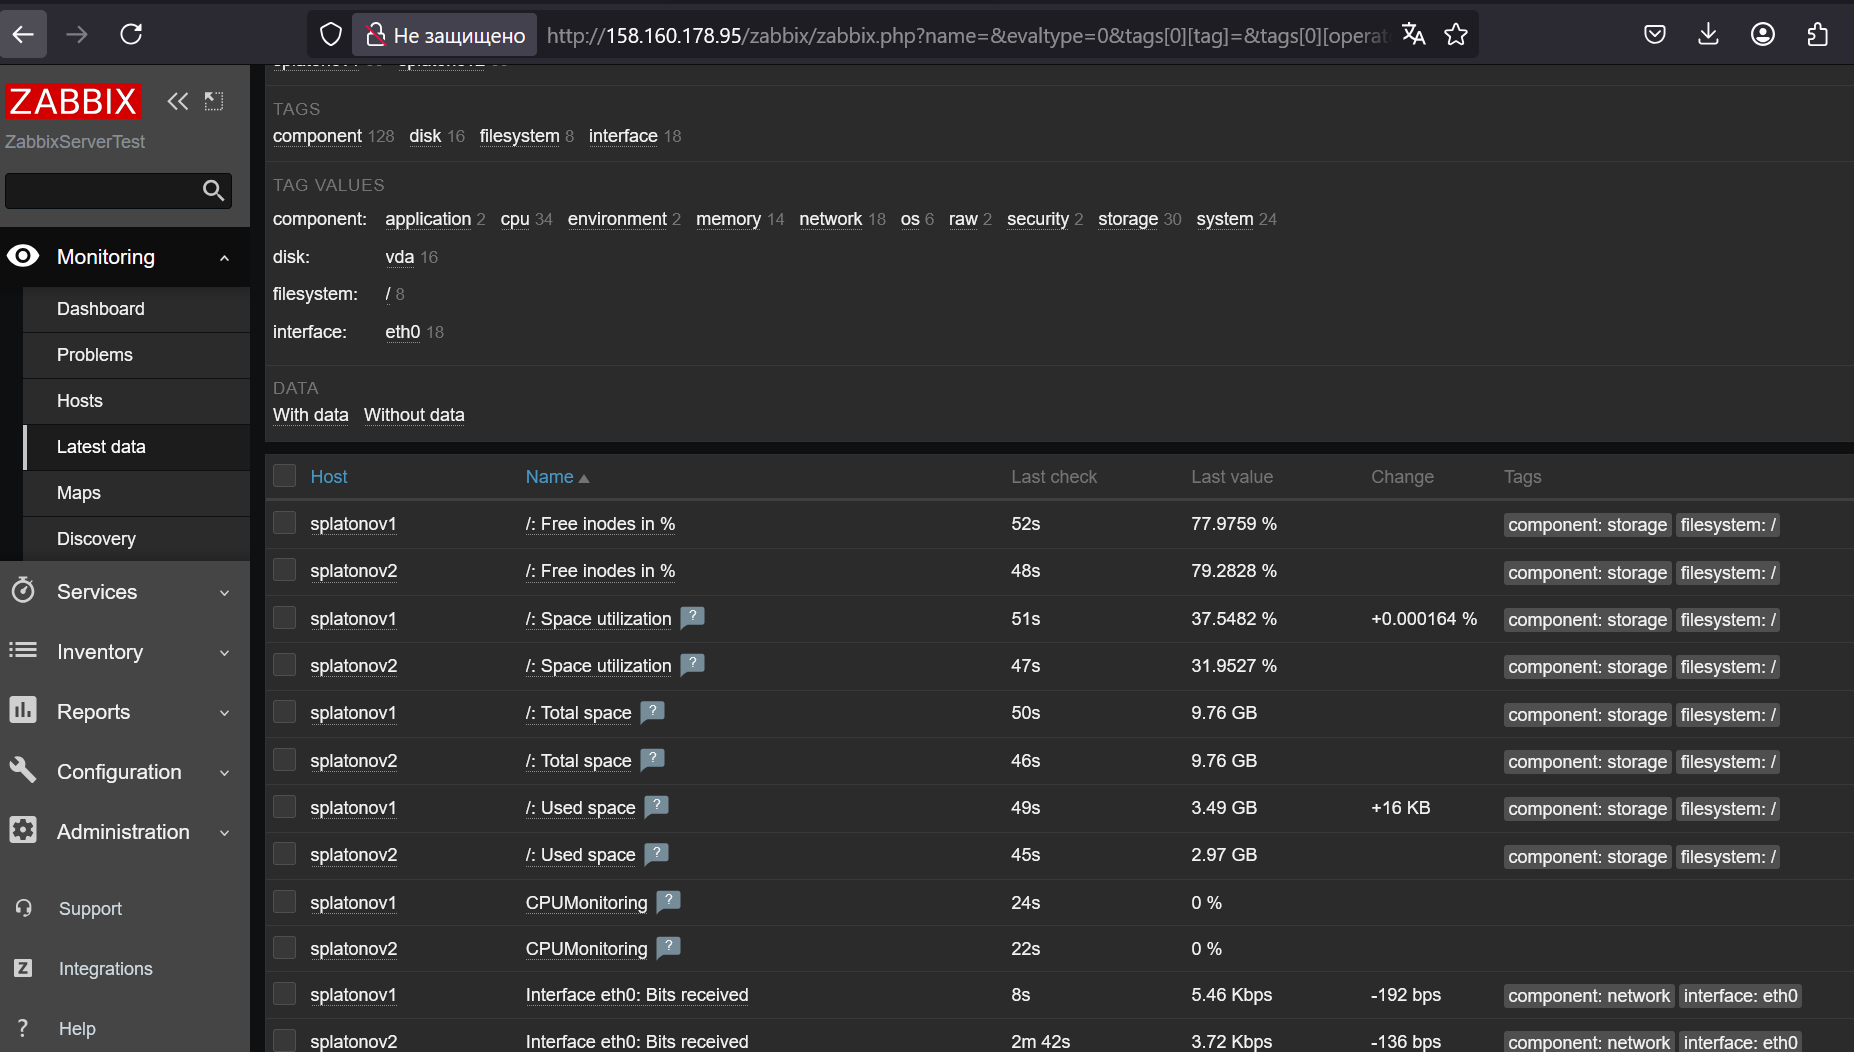 Не защищено http://158.160.178.95/zabbix/zabbix.php?name=&evaltype=0&tags[0][tag]=&tags[0][operat
ZABBIX
ZabbixServerTest
Monitoring
Dashboard
Problems
Hosts
Latest data
Maps
Discovery
Services
Inventory
Reports
Configuration
Administration
Support
Z Integrations
? Help
TAGS
component 128 disk 16 filesystem 8 interface 18
TAG VALUES
component: application 2 cpu 34 environment 2 memory 14 network 18 os 6 raw 2 security 2 storage 30 system 24
disk: vda 16
filesystem: / 8
interface: eth0 18
DATA
With data Without data
Host Name Last check Last value Change Tags
splatonov1 /: Free inodes in % 52s 77.9759 % component: storage filesystem: /
splatonov2 /: Free inodes in % 48s 79.2828 % component: storage filesystem: /
splatonov1 /: Space utilization ? 51s 37.5482 % +0.000164 % component: storage filesystem: /
splatonov2 /: Space utilization ? 47s 31.9527 % component: storage filesystem: /
splatonov1 /: Total space ? 50s 9.76 GB component: storage filesystem: /
splatonov2 /: Total space ? 46s 9.76 GB component: storage filesystem: /
splatonov1 /: Used space ? 49s 3.49 GB +16 KB component: storage filesystem: /
splatonov2 /: Used space ? 45s 2.97 GB component: storage filesystem: /
splatonov1 CPUMonitoring ? 24s 0 %
splatonov2 CPUMonitoring ? 22s 0 %
splatonov1 Interface eth0: Bits received 8s 5.46 Kbps -192 bps component: network interface: eth0
splatonov2 Interface eth0: Bits received 2m 42s 3.72 Kbps -136 bps component: network interface: eth0